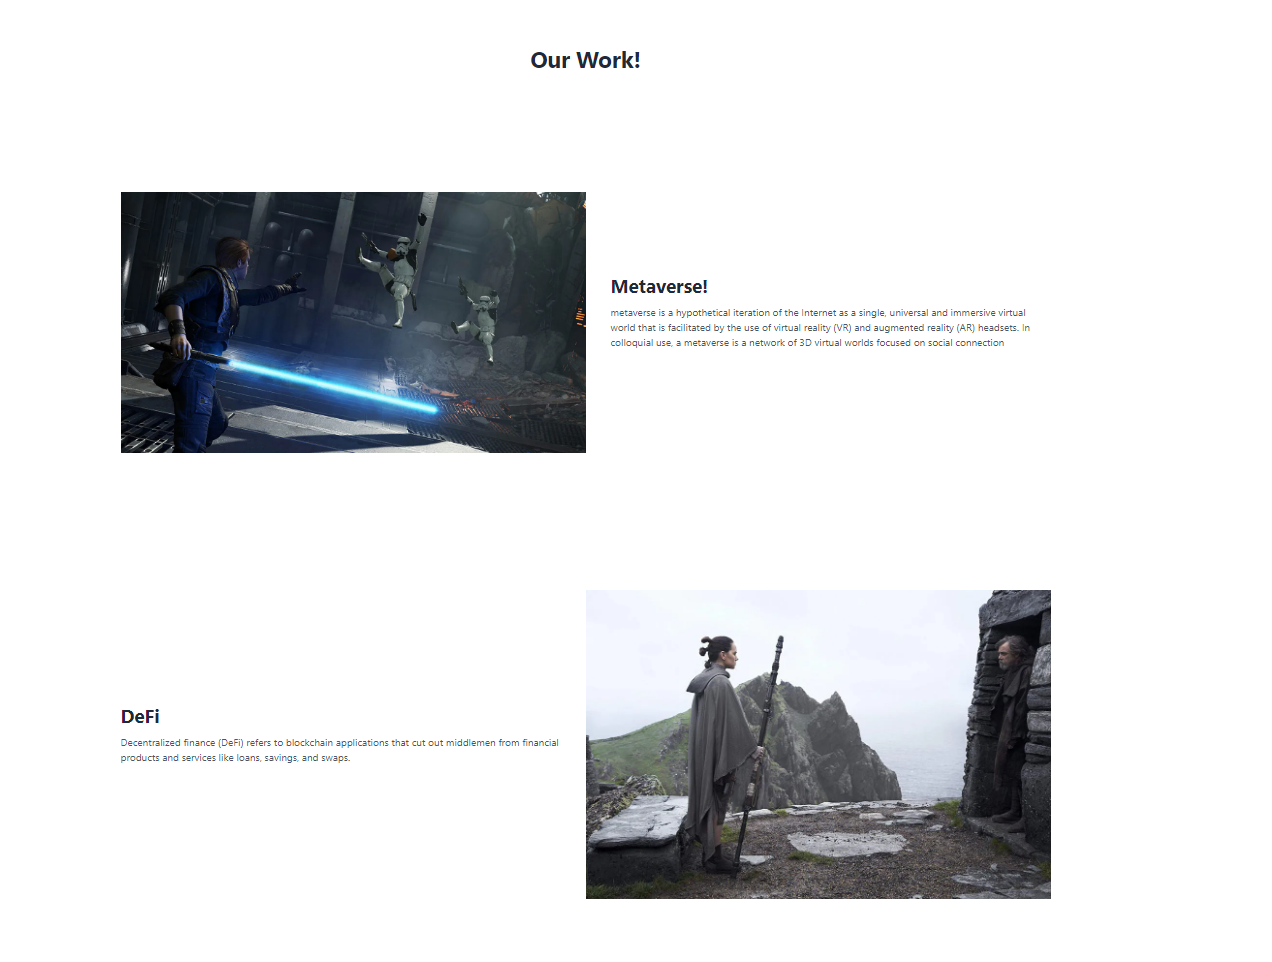 Our Work!
Metaverse!
metaverse is a hypothetical iteration of the Internet as a single, universal and immersive virtual
world that is facilitated by the use of virtual reality (VR) and augmented reality (AR) headsets. In
colloquial use, a metaverse is a network of 3D virtual worlds focused on social connection
DeFi
Decentralized finance (DeFi) refers to blockchain applications that cut out middlemen from financial
products and services like loans, savings, and swaps.